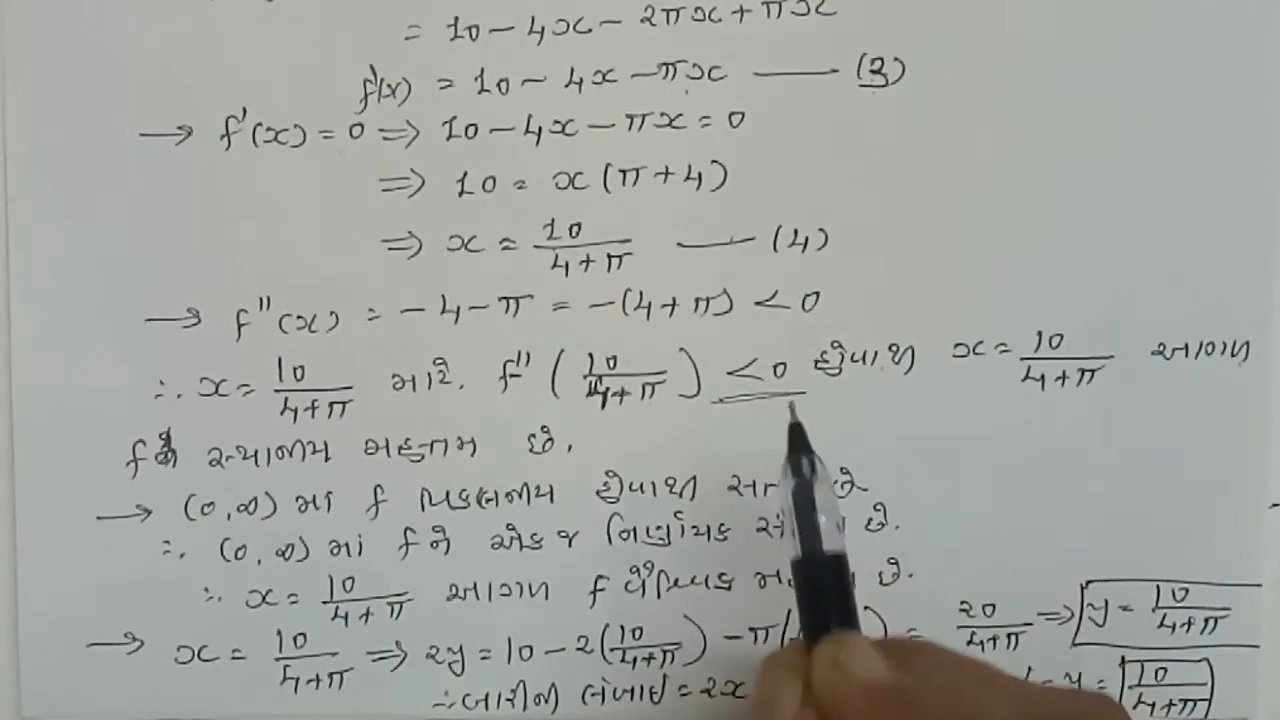 = 10 - 4x - 2πx + πx
f'(x) = 10 - 4x - πx —— (3)
→ f'(x) = 0 ⇒ 10 - 4x - πx = 0
⇒ 10 = x(π+4)
⇒ x = 10/(4+π) —— (4)
→ f''(x) = -4-π = -(4+π) < 0
∴ x = 10/(4+π) માટે, f''(10/(4+π)) < 0 હોવાથી x = 10/(4+π) આગળ
f ને સ્થાનીય મહત્તમ છે.
→ (0,∞) માં f વિકલનીય હોવાથી છે
∴ (0,∞) માં f ને એક જ નિર્ણાયક છે.
∴ x = 10/(4+π) આગળ f વૈશ્વિક છે.
→ x = 10/(4+π) ⇒ 2y = 10 - 2(10/(4+π)) - π( ) = 20/(4+π) ⇒ y = 10/(4+π)
∴ બારીની લંબાઈ = 2x y = 10/(4+π)